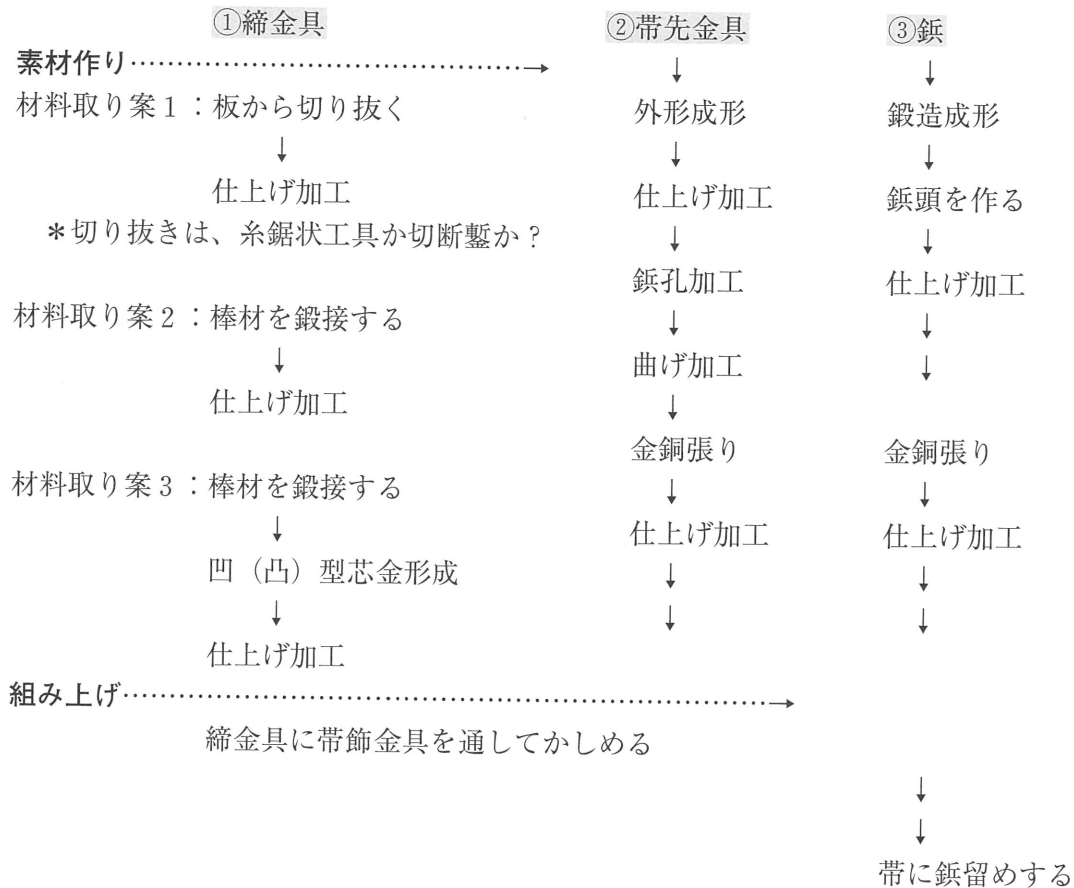 ①締金具
②帯先金具
③鋲
素材作り……………………………………→
材料取り案1：板から切り抜く
↓
仕上げ加工
＊切り抜きは、糸鋸状工具か切断鏨か？
材料取り案2：棒材を鍛接する
↓
仕上げ加工
材料取り案3：棒材を鍛接する
↓
凹（凸）型芯金形成
↓
仕上げ加工
↓
外形成形
↓
仕上げ加工
↓
鋲孔加工
↓
曲げ加工
↓
金銅張り
↓
仕上げ加工
↓
↓
↓
鍛造成形
↓
鋲頭を作る
↓
仕上げ加工
↓
↓
金銅張り
↓
仕上げ加工
↓
↓
組み上げ……………………………………………………………→
締金具に帯飾金具を通してかしめる
↓
↓
帯に鋲留めする